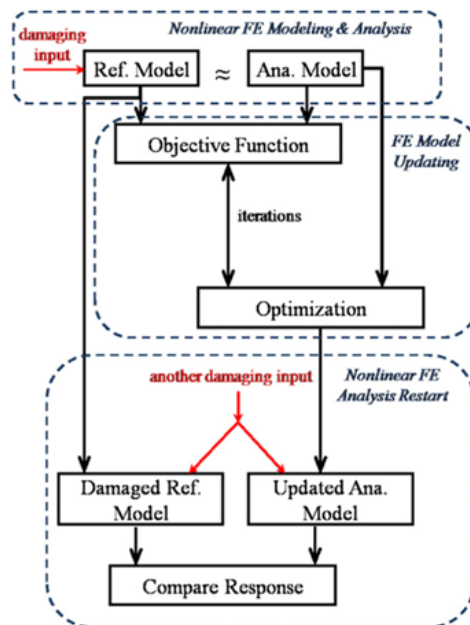 Nonlinear FE Modeling & Analysis
damaging
input
Ref. Model
≈
Ana. Model
Objective Function
FE Model
Updating
iterations
Optimization
another damaging input
Nonlinear FE
Analysis Restart
Damaged Ref.
Model
Updated Ana.
Model
Compare Response